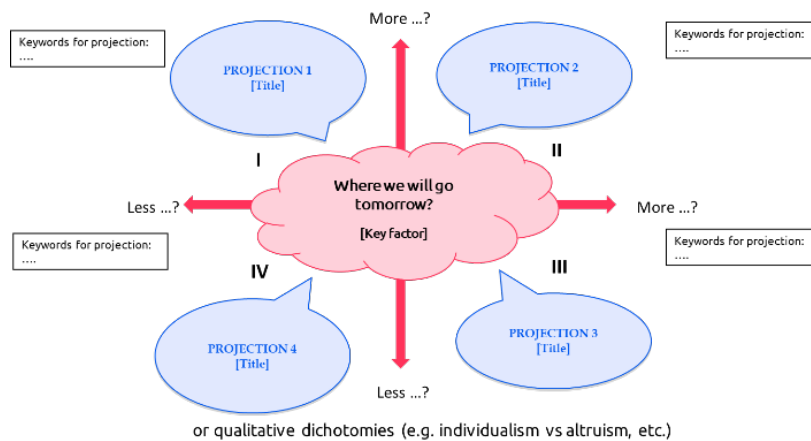 More ...?
Keywords for projection:
....
PROJECTION 1
[Title]
PROJECTION 2
[Title]
Keywords for projection:
....
I
II
Where we will go
tomorrow?
[Key factor]
Less ...?
More ...?
Keywords for projection:
....
Keywords for projection:
....
IV
III
PROJECTION 4
[Title]
PROJECTION 3
[Title]
Less ...?
or qualitative dichotomies (e.g. individualism vs altruism, etc.)